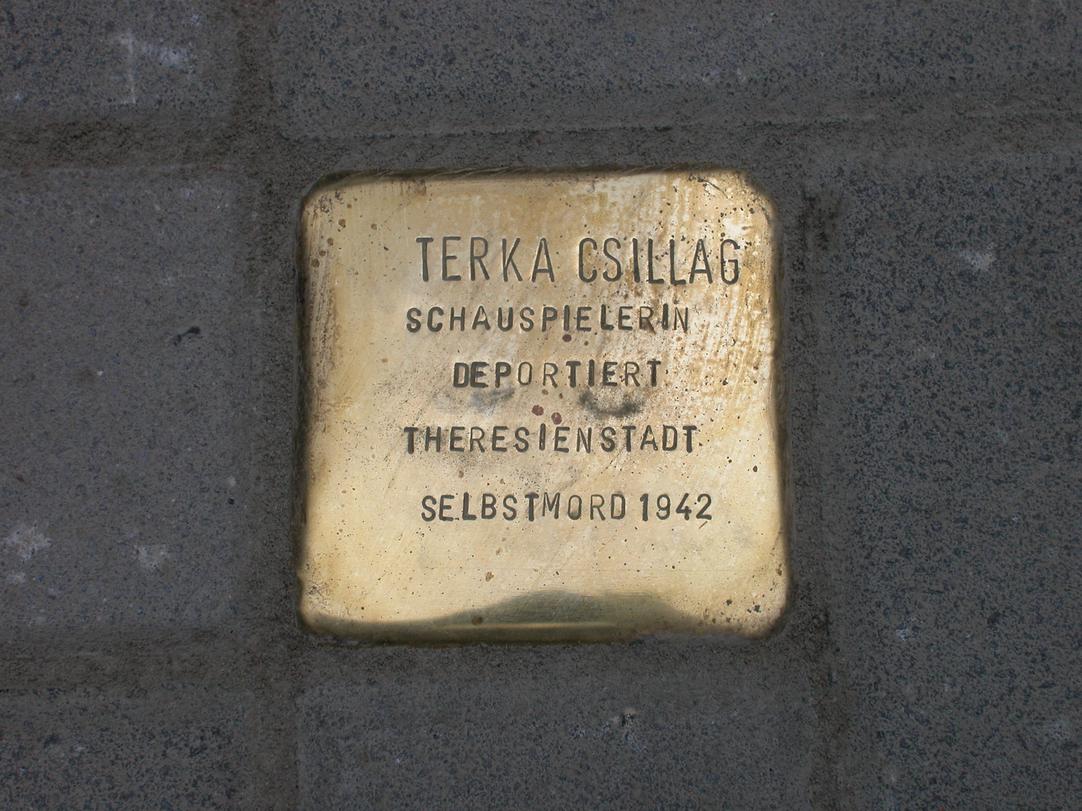 TERKA CSILLAG
SCHAUSPIELERIN
DEPORTIERT
THERESIENSTADT
SELBSTMORD 1942